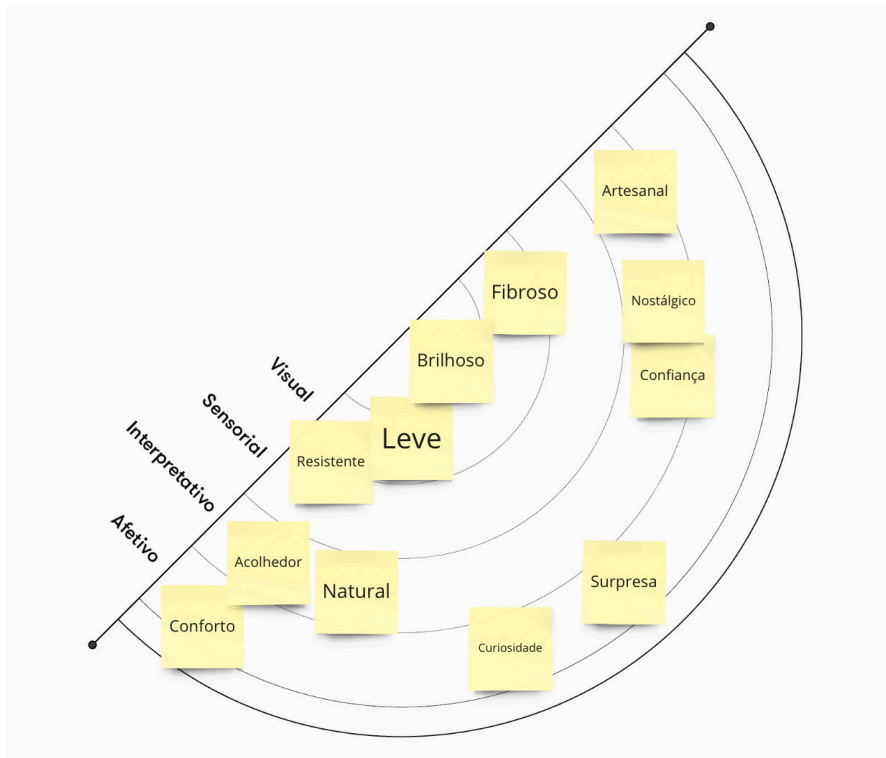 Artesanal
Fibroso
Nostálgico
Brilhoso
Confiança
Visual
Sensorial
Leve
Resistente
Interpretativo
Afetivo
Acolhedor
Natural
Surpresa
Conforto
Curiosidade